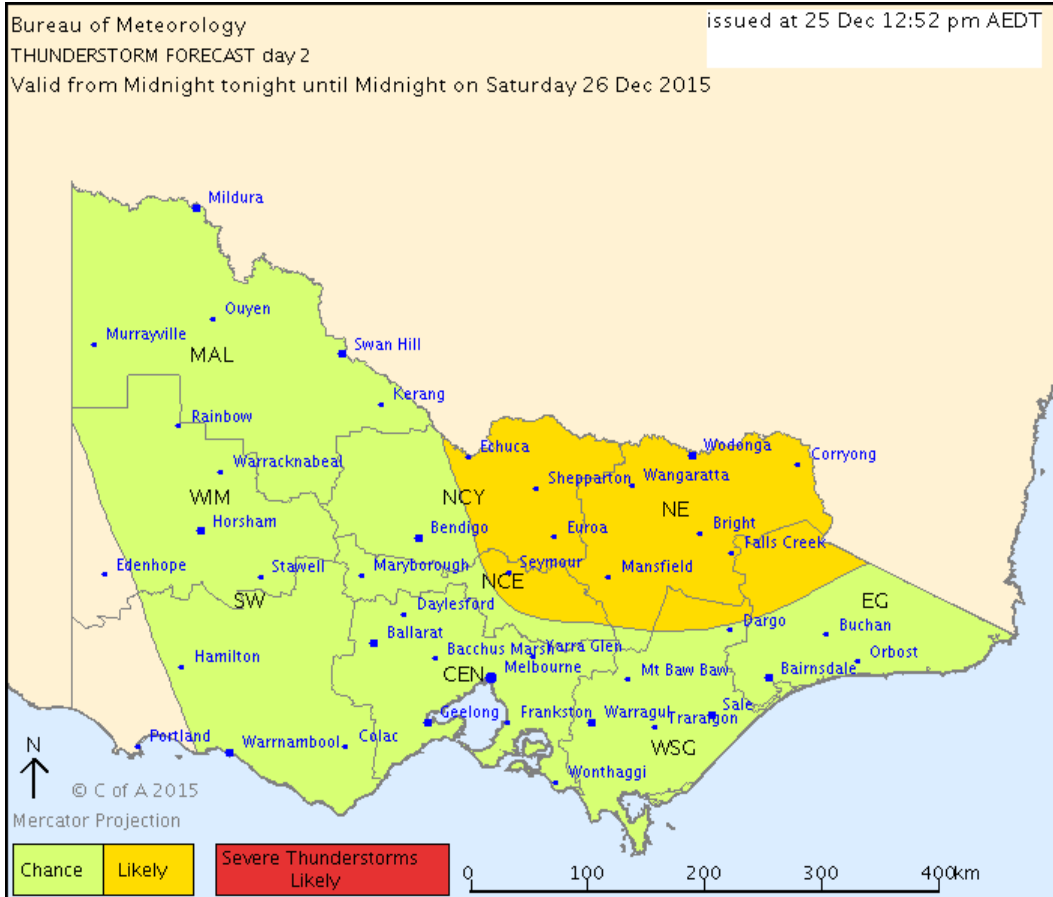 Bureau of Meteorology
issued at 25 Dec 12:52 pm AEDT
THUNDERSTORM FORECAST day 2
Valid from Midnight tonight until Midnight on Saturday 26 Dec 2015
Mildura
Ouyen
Murrayville
MAL
Swan Hill
Kerang
Rainbow
Echuca
Wodonga
Corryong
Warracknabeal
Shepparton
Wangaratta
WIM
NCY
NE
Horsham
Bendigo
Euroa
Bright
Falls Creek
Edenhope
Stawell
Maryborough
NCE
Seymour
Mansfield
SW
Daylesford
EG
Dargo
Buchan
Ballarat
Bacchus Marsh
Yarra Glen
Orbost
Hamilton
CEN
Melbourne
Mt Baw Baw
Bairnsdale
Geelong
Frankston
Warragul
Traralgon
Sale
Portland
Warrnambool
Colac
WSG
N
Wonthaggi
© C of A 2015
Mercator Projection
Chance
Likely
Severe Thunderstorms
Likely
0 100 200 300 400km